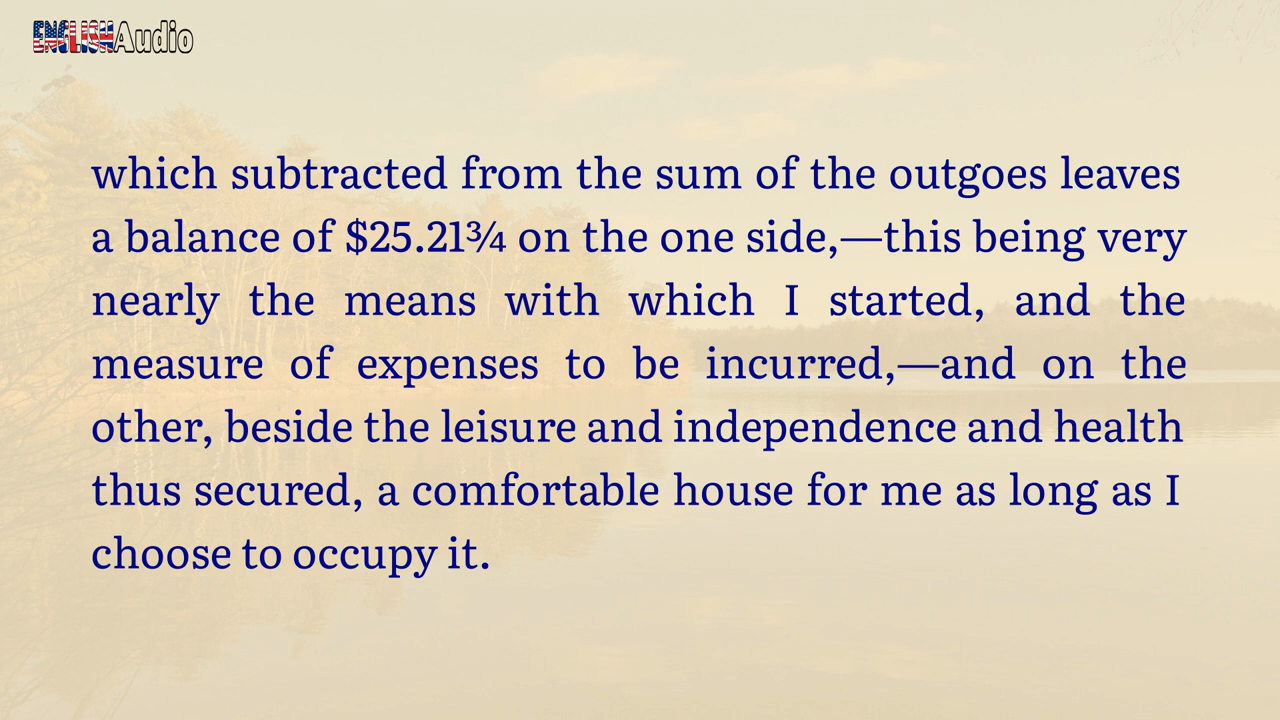 ENGLISHAudio
which subtracted from the sum of the outgoes leaves
a balance of $25.21¾ on the one side,—this being very
nearly the means with which I started, and the
measure of expenses to be incurred,—and on the
other, beside the leisure and independence and health
thus secured, a comfortable house for me as long as I
choose to occupy it.